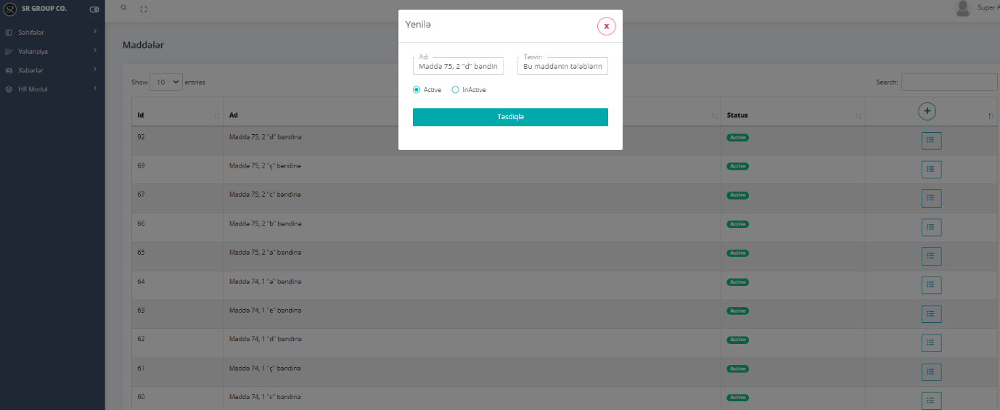 SR GROUP CO.
Səhifələr
Vakansiya
Xəbərlər
HR Modul
Super A
Maddələr
Show 10 entries
Search:
Yenilə
X
Ad:
Maddə 75, 2 "d" bəndin
Təsvir:
Bu maddənin tələblərin
Active
InActive
Təsdiqlə
Id
Ad
Status
92 Maddə 75, 2 "d" bəndinə Active
69 Maddə 75, 2 "ç" bəndinə Active
67 Maddə 75, 2 "c" bəndinə Active
66 Maddə 75, 2 "b" bəndinə Active
65 Maddə 75, 2 "a" bəndinə Active
64 Maddə 74, 1 "ə" bəndinə Active
63 Maddə 74, 1 "e" bəndinə Active
62 Maddə 74, 1 "d" bəndinə Active
61 Maddə 74, 1 "ç" bəndinə Active
60 Maddə 74, 1 "c" bəndinə Active